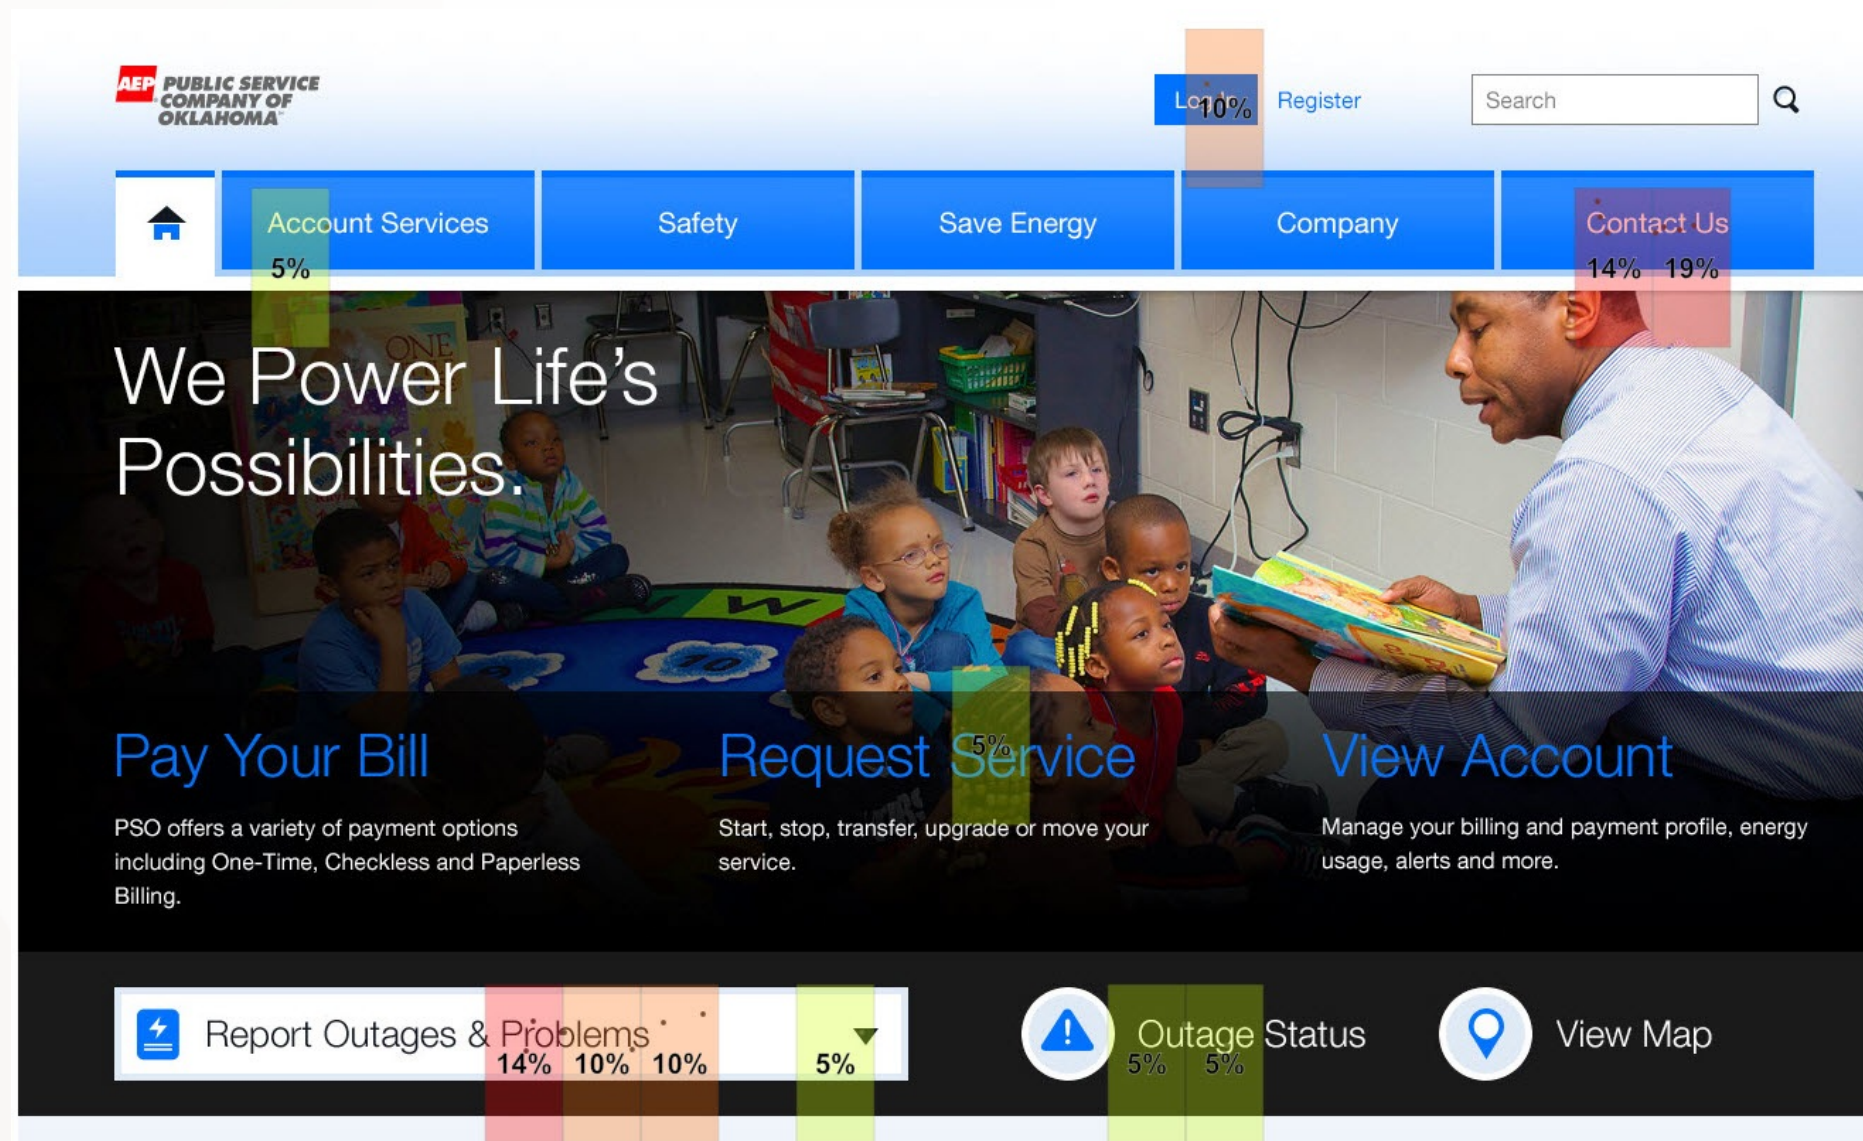 AEP PUBLIC SERVICE
COMPANY OF
OKLAHOMA
Log In
10%
Register
Search
Account Services
Safety
Save Energy
Company
Contact Us
5%
14%
19%
ONE
We Power Life's
Possibilities.
W
10
Pay Your Bill
Request Service
5%
View Account
PSO offers a variety of payment options
including One-Time, Checkless and Paperless
Billing.
Start, stop, transfer, upgrade or move your
service.
Manage your billing and payment profile, energy
usage, alerts and more.
Report Outages & Problems
14%
10%
10%
5%
Outage Status
5%
5%
View Map